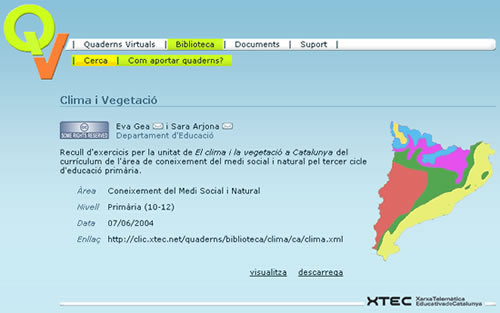 QV
| Quaderns Virtuals | Biblioteca | Documents | Suport |
| Cerca | Com aportar quaderns?
Clima i Vegetació
cc
SOME RIGHTS RESERVED
Eva Gea i Sara Arjona
Departament d'Educació
Recull d'exercicis per la unitat de El clima i la vegetació a Catalunya del
currículum de l'àrea de coneixement del medi social i natural pel tercer cicle
d'educació primària.
Àrea Coneixement del Medi Social i Natural
Nivell Primària (10-12)
Data 07/06/2004
Enllaç http://clic.xtec.net/quaderns/biblioteca/clima/ca/clima.xml
visualitza descarrega
XTEC XarxaTelemàtica
EducativadeCatalunya